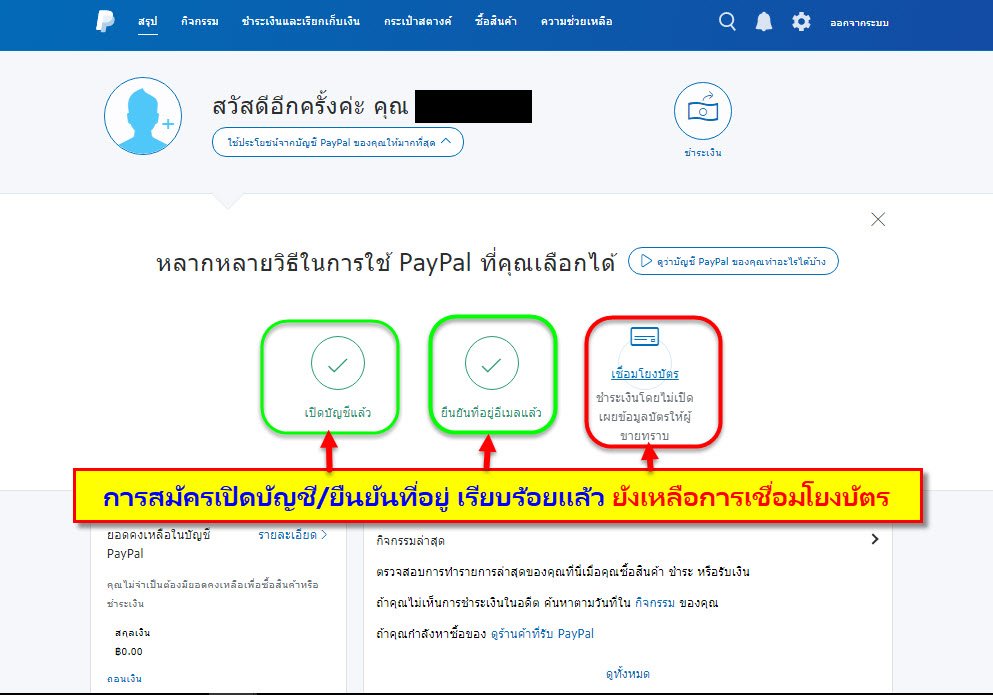 สรุป กิจกรรม ชำระเงินและเรียกเก็บเงิน กระเป๋าสตางค์ ซื้อสินค้า ความช่วยเหลือ ออกจากระบบ
สวัสดีอีกครั้งค่ะ คุณ
ใช้ประโยชน์จากบัญชี PayPal ของคุณให้มากที่สุด
ชำระเงิน
หลากหลายวิธีในการใช้ PayPal ที่คุณเลือกได้
ดูว่าบัญชี PayPal ของคุณทำอะไรได้บ้าง
เปิดบัญชีแล้ว
ยืนยันที่อยู่อีเมลแล้ว
เชื่อมโยงบัตร
ชำระเงินโดยไม่เปิด
เผยข้อมูลบัตรให้ผู้
ขายทราบ
การสมัครเปิดบัญชี/ยืนยันที่อยู่ เรียบร้อยแล้ว ยังเหลือการเชื่อมโยงบัตร
ยอดคงเหลือในบัญชี รายละเอียด
PayPal
คุณไม่จำเป็นต้องมียอดคงเหลือเพื่อซื้อสินค้าหรือ
ชำระเงิน
สกุลเงิน
฿0.00
ถอนเงิน
กิจกรรมล่าสุด
ตรวจสอบการทำรายการล่าสุดของคุณที่นี่เมื่อคุณซื้อสินค้า ชำระ หรือรับเงิน
ถ้าคุณไม่เห็นการชำระเงินในอดีต ค้นหาตามวันที่ใน กิจกรรม ของคุณ
ถ้าคุณกำลังหาซื้อของ ดูร้านค้าที่รับ PayPal
ดูทั้งหมด